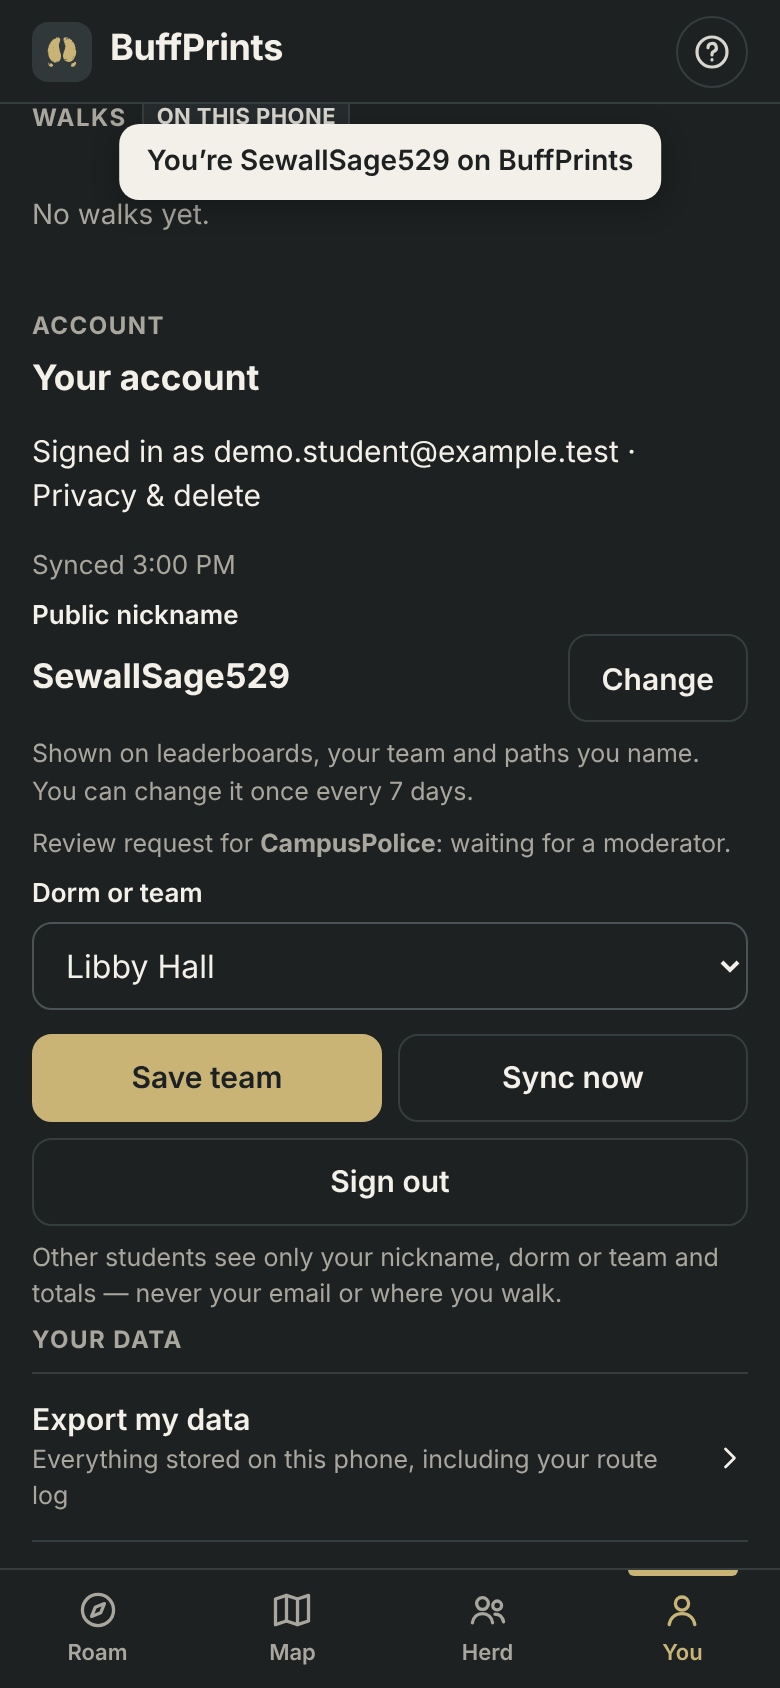 BuffPrints
WALKS ON THIS PHONE
You’re SewallSage529 on BuffPrints
No walks yet.
ACCOUNT
Your account
Signed in as demo.student@example.test ·
Privacy & delete
Synced 3:00 PM
Public nickname
SewallSage529
Change
Shown on leaderboards, your team and paths you name.
You can change it once every 7 days.
Review request for CampusPolice: waiting for a moderator.
Dorm or team
Libby Hall
Save team
Sync now
Sign out
Other students see only your nickname, dorm or team and
totals — never your email or where you walk.
YOUR DATA
Export my data
Everything stored on this phone, including your route
log
Roam
Map
Herd
You